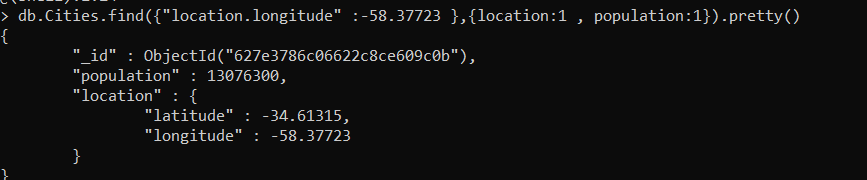 > db.Cities.find({"location.longitude" :-58.37723 },{location:1 , population:1}).pretty()
{
        "_id" : ObjectId("627e3786c06622c8ce609c0b"),
        "population" : 13076300,
        "location" : {
                "latitude" : -34.61315,
                "longitude" : -58.37723
        }
}